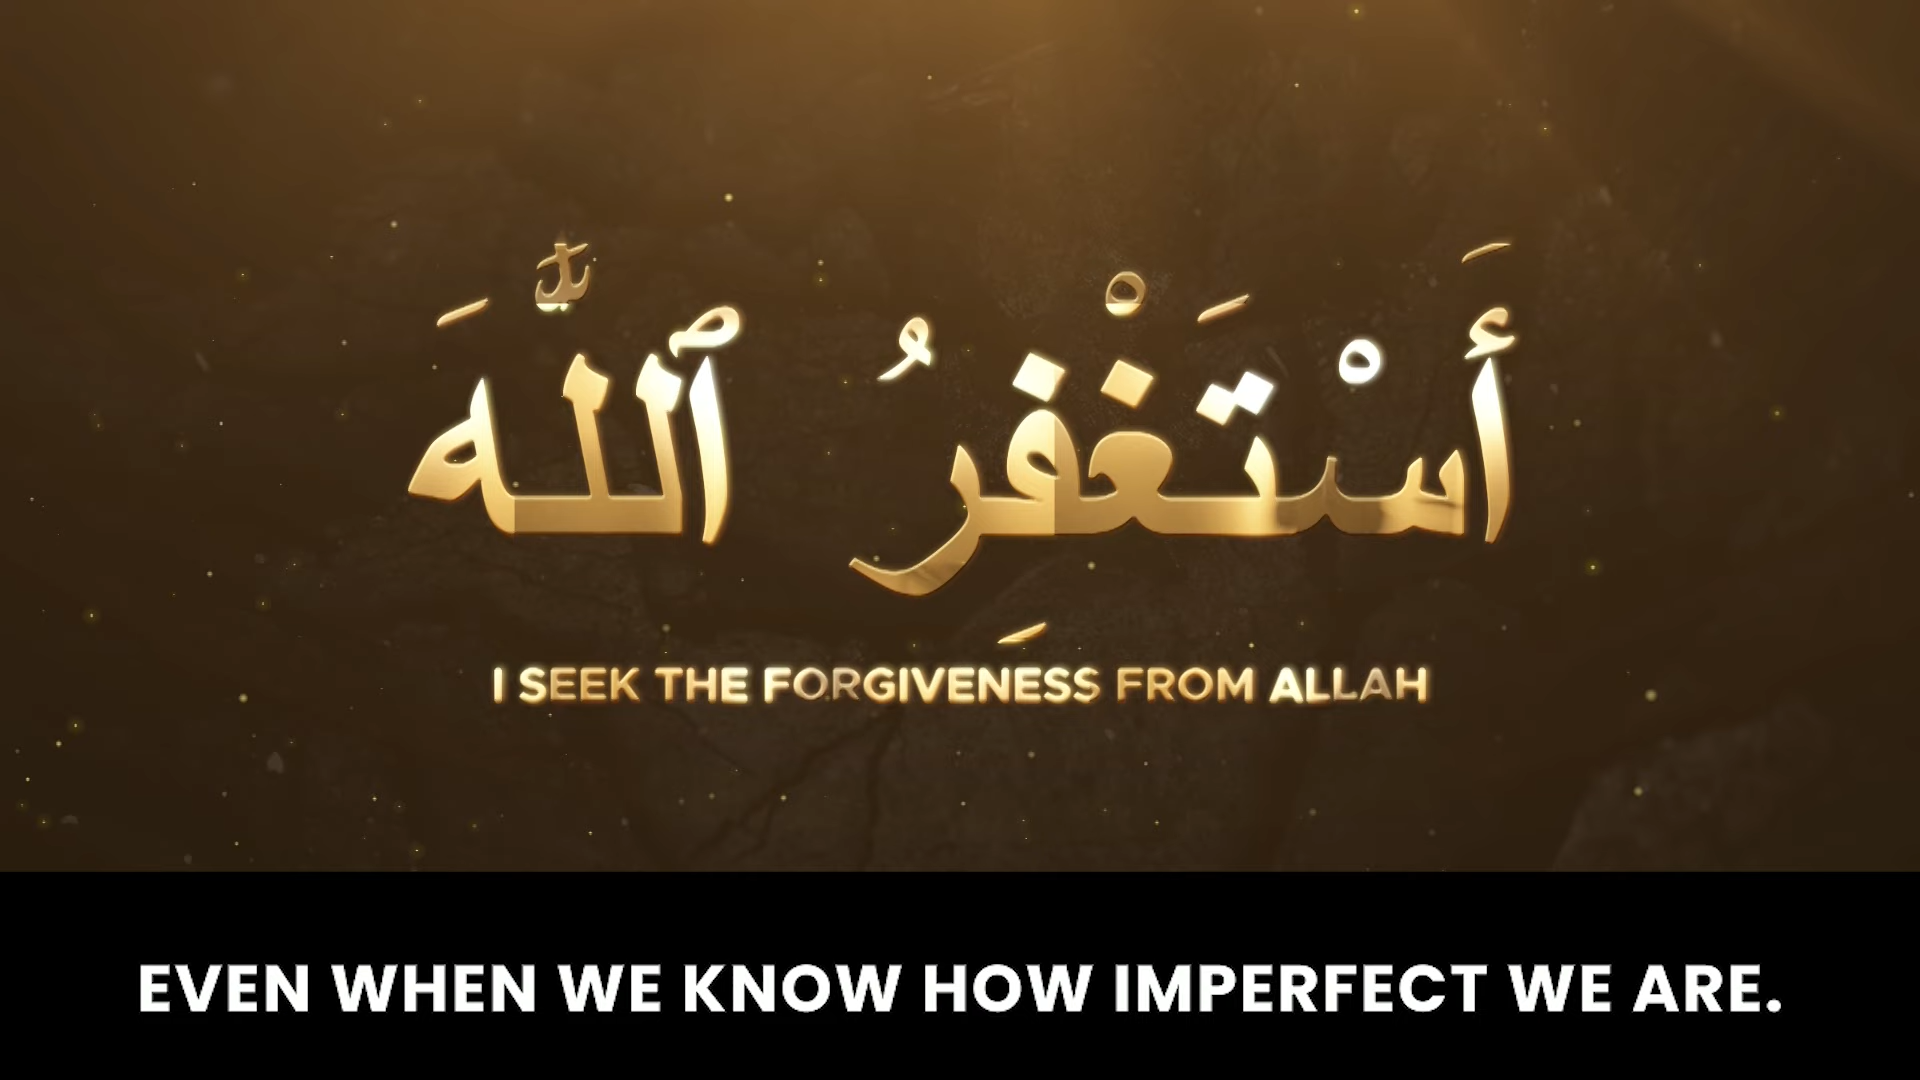 أَسْتَغْفِرُ ٱللَّهَ
I SEEK THE FORGIVENESS FROM ALLAH
EVEN WHEN WE KNOW HOW IMPERFECT WE ARE.